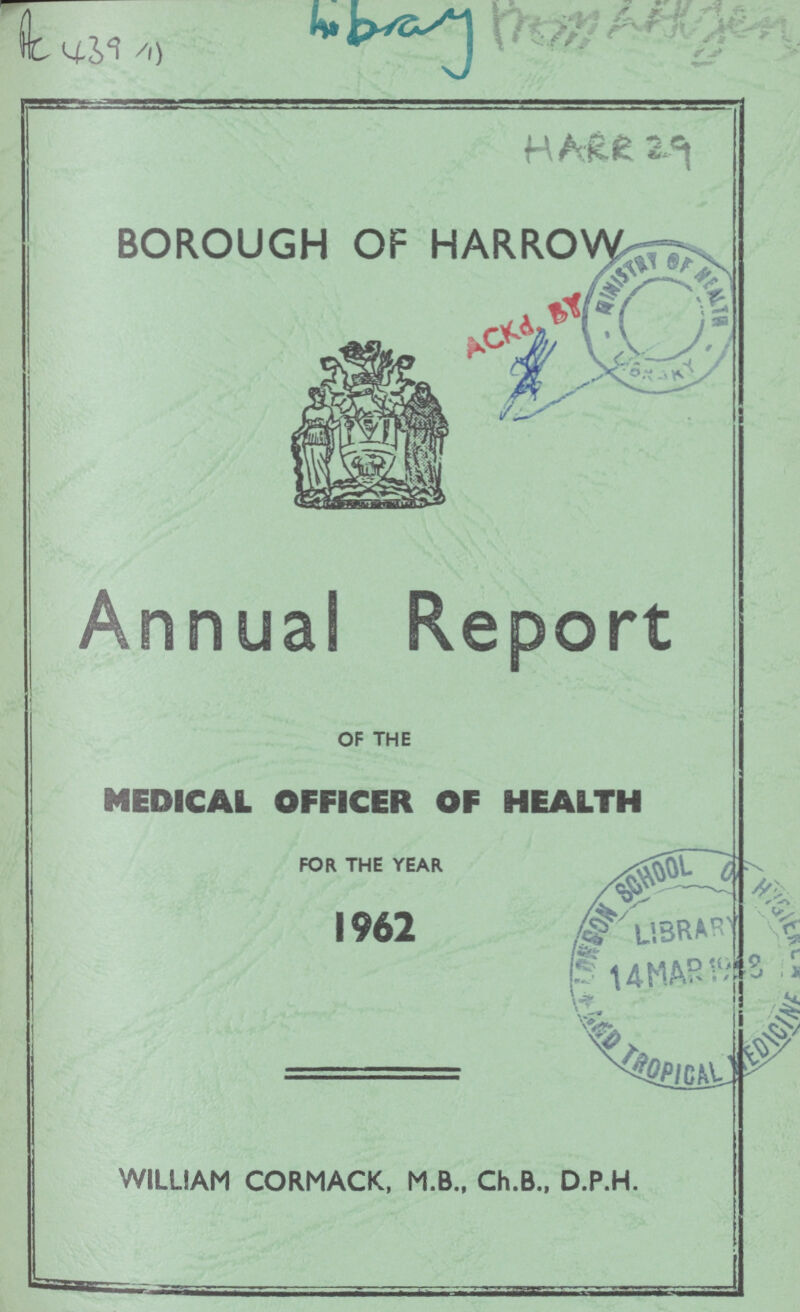 Ac 439 (1)
Library
HARR 29
BOROUGH OF HARROW
ACKd. BY
MINISTRY OF HEALTH
LIBRARY
Annual Report
OF THE
MEDICAL OFFICER OF HEALTH
FOR THE YEAR
1962
LONDON SCHOOL OF HYGIENE
LIBRARY
14 MAR
AND TROPICAL MEDICINE
WILLIAM CORMACK, M.B., Ch.B., D.P.H.